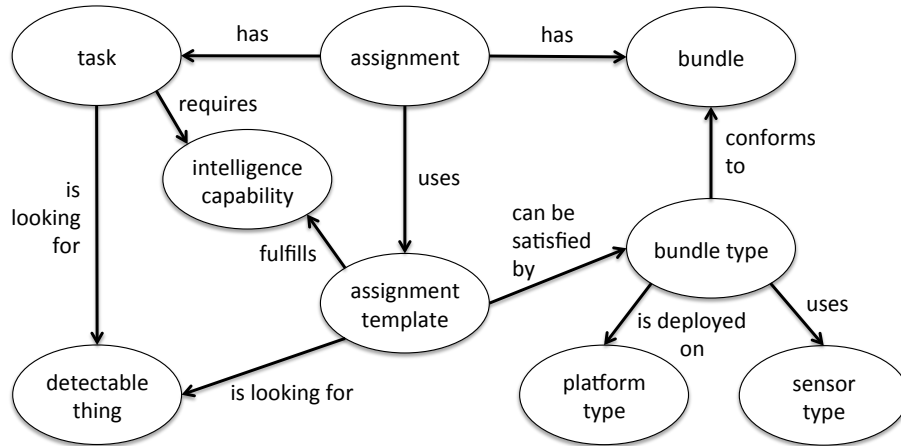 has
has
task
assignment
bundle
requires
conforms
to
intelligence
capability
uses
is
looking
for
can be
satisfied
by
fulfills
bundle type
assignment
template
uses
is deployed
on
detectable
thing
is looking for
platform
type
sensor
type